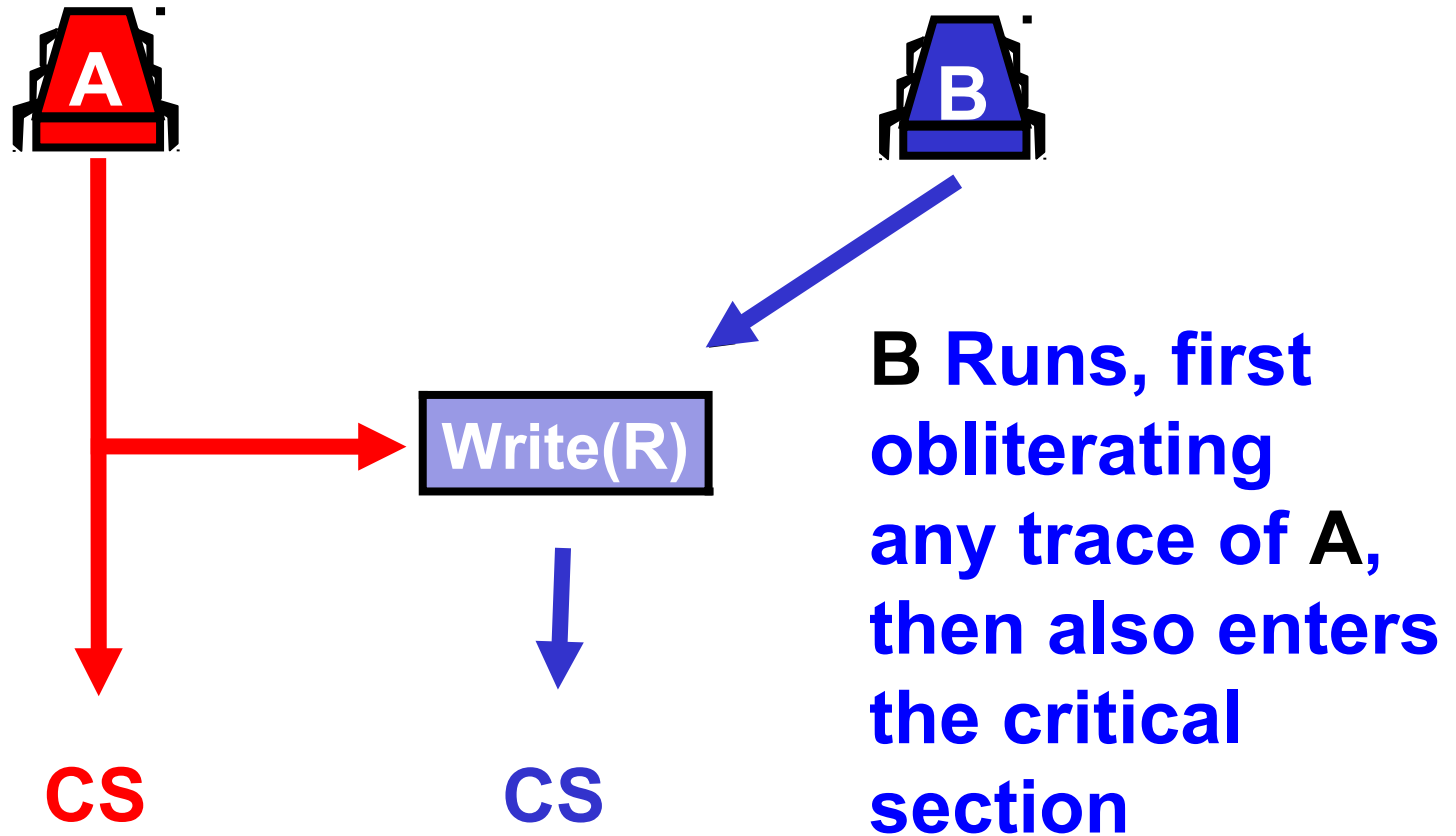 A
B
Write(R)
B Runs, first
obliterating
any trace of A,
then also enters
the critical
section
CS
CS